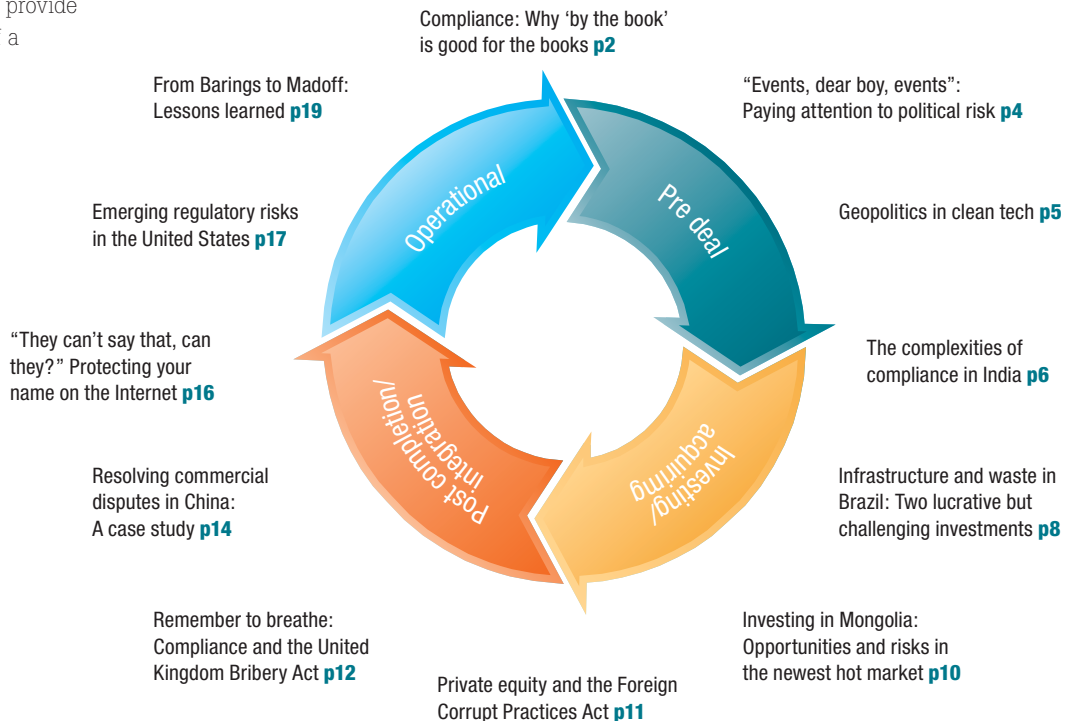 provide
a
Compliance: Why ‘by the book’
is good for the books p2
“Events, dear boy, events”:
Paying attention to political risk p4
Geopolitics in clean tech p5
The complexities of
compliance in India p6
Infrastructure and waste in
Brazil: Two lucrative but
challenging investments p8
Investing in Mongolia:
Opportunities and risks in
the newest hot market p10
Private equity and the Foreign
Corrupt Practices Act p11
Remember to breathe:
Compliance and the United
Kingdom Bribery Act p12
Resolving commercial
disputes in China:
A case study p14
“They can’t say that, can
they?” Protecting your
name on the Internet p16
Emerging regulatory risks
in the United States p17
From Barings to Madoff:
Lessons learned p19
Operational
Pre deal
Investing/
acquirimg
Post completion/
integration